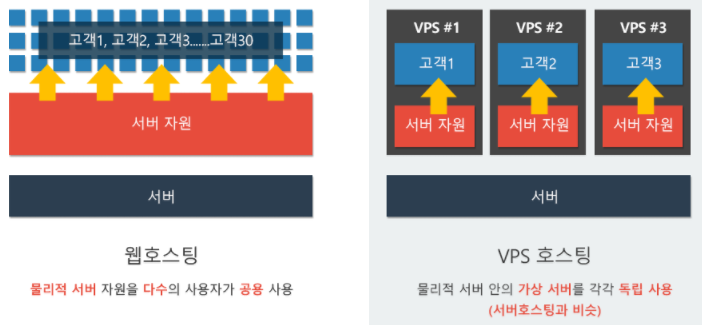 고객1, 고객2, 고객3.......고객30
서버 자원
서버
웹호스팅
물리적 서버 자원을 다수의 사용자가 공용 사용
VPS #1
고객1
서버 자원
VPS #2
고객2
서버 자원
VPS #3
고객3
서버 자원
서버
VPS 호스팅
물리적 서버 안의 가상 서버를 각각 독립 사용
(서버호스팅과 비슷)